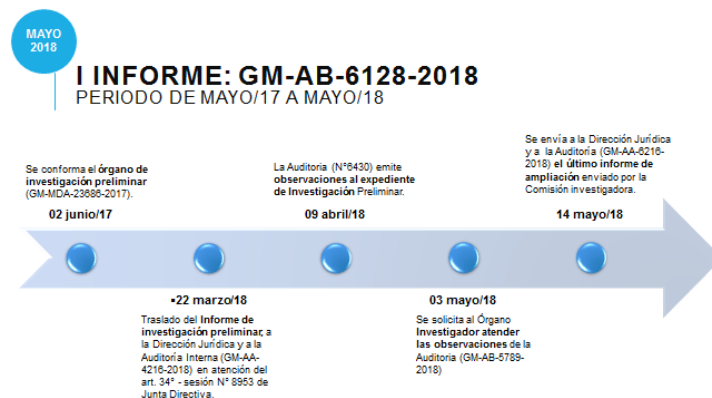 MAYO
2018
I INFORME: GM-AB-6128-2018
PERIODO DE MAYO/17 A MAYO/18
Se conforma el órgano de
investigación preliminar
(GM-MDA-23686-2017).
02 junio/17
La Auditoria (N°6430) emite
observaciones al expediente
de Investigación Preliminar.
09 abril/18
Se envía a la Dirección Jurídica
y a la Auditoría (GM-AA-6216-
2018) el último informe de
ampliación enviado por la
Comisión investigadora.
14 mayo/18
▪22 marzo/18
Traslado del Informe de
investigación preliminar, a
la Dirección Jurídica y a la
Auditoría Interna (GM-AA-
4216-2018) en atención del
art. 34° - sesión N° 8953 de
Junta Directiva.
03 mayo/18
Se solicita al Órgano
Investigador atender
las observaciones de la
Auditoria (GM-AB-5789-
2018)